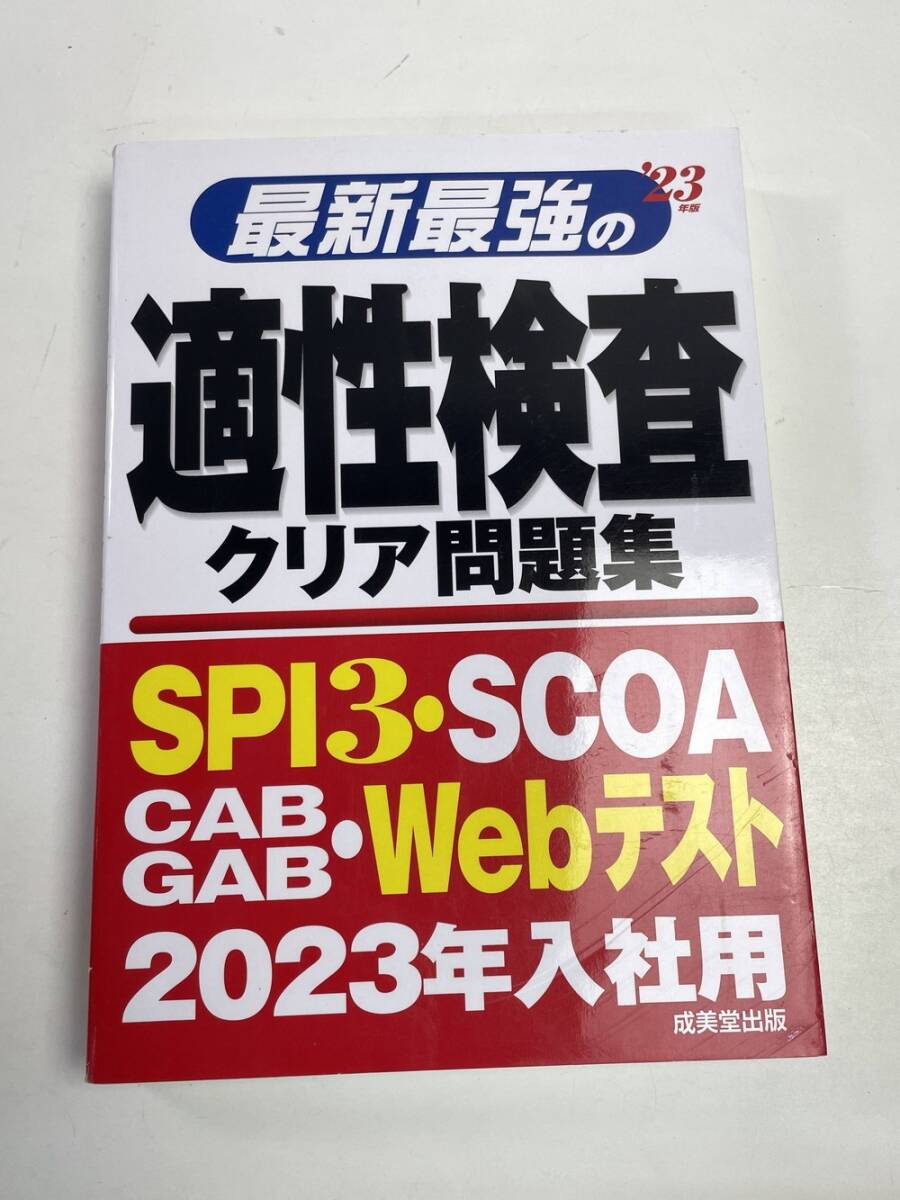 '23
年版
最新最強の
適性検査
クリア問題集
SPI3・SCOA
CAB
GAB・Webテスト
2023年入社用
成美堂出版